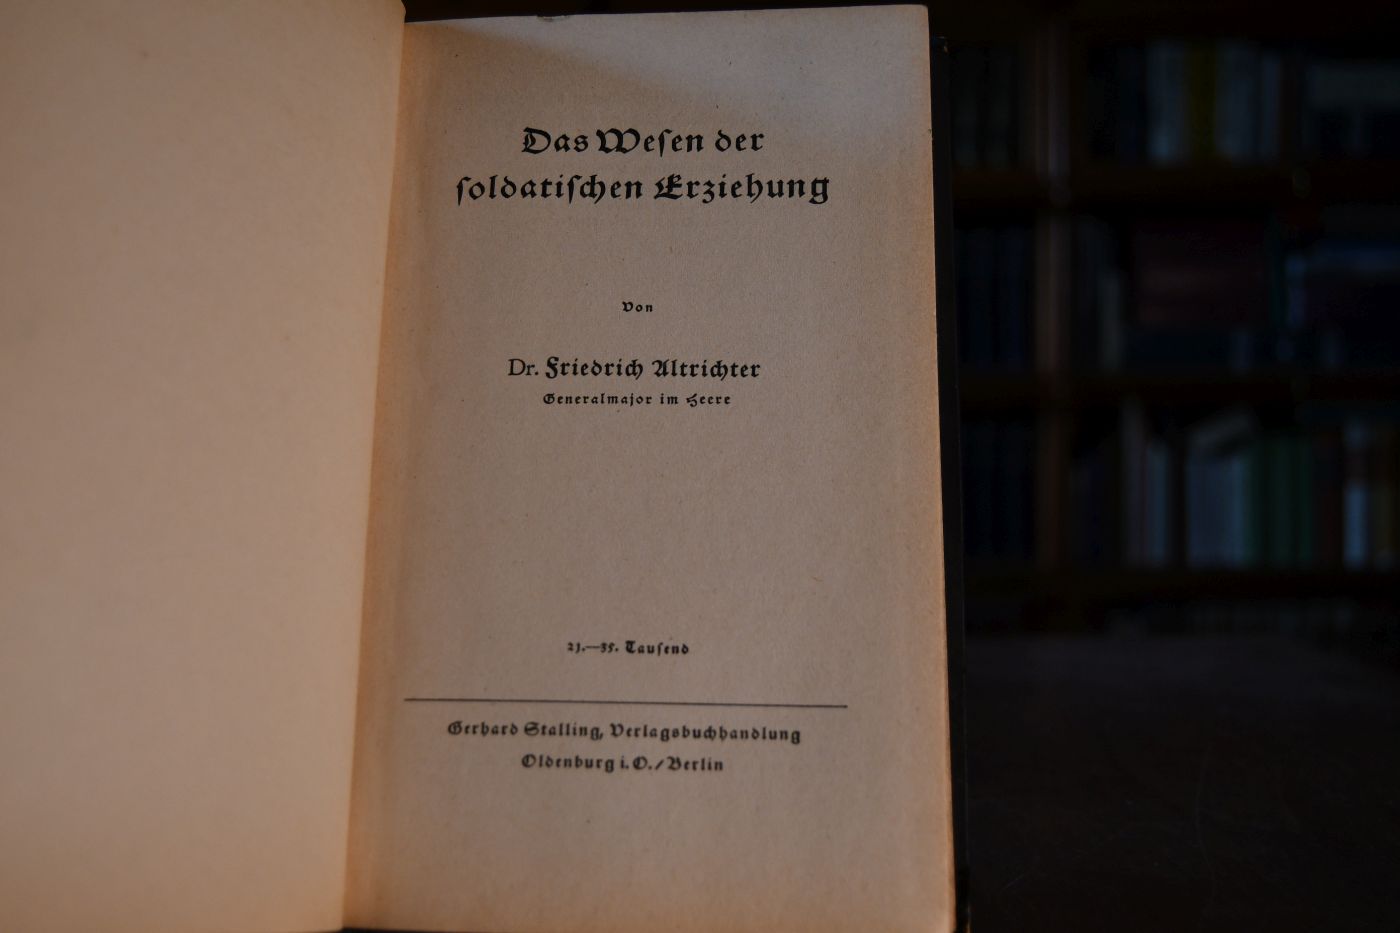 Das Weſen der
ſoldatiſchen Erziehung
Von
Dr. Friedrich Altrichter
Generalmajor im Heere
21.—35. Tauſend
Gerhard Stalling, Verlagsbuchhandlung
Oldenburg i. O. / Berlin